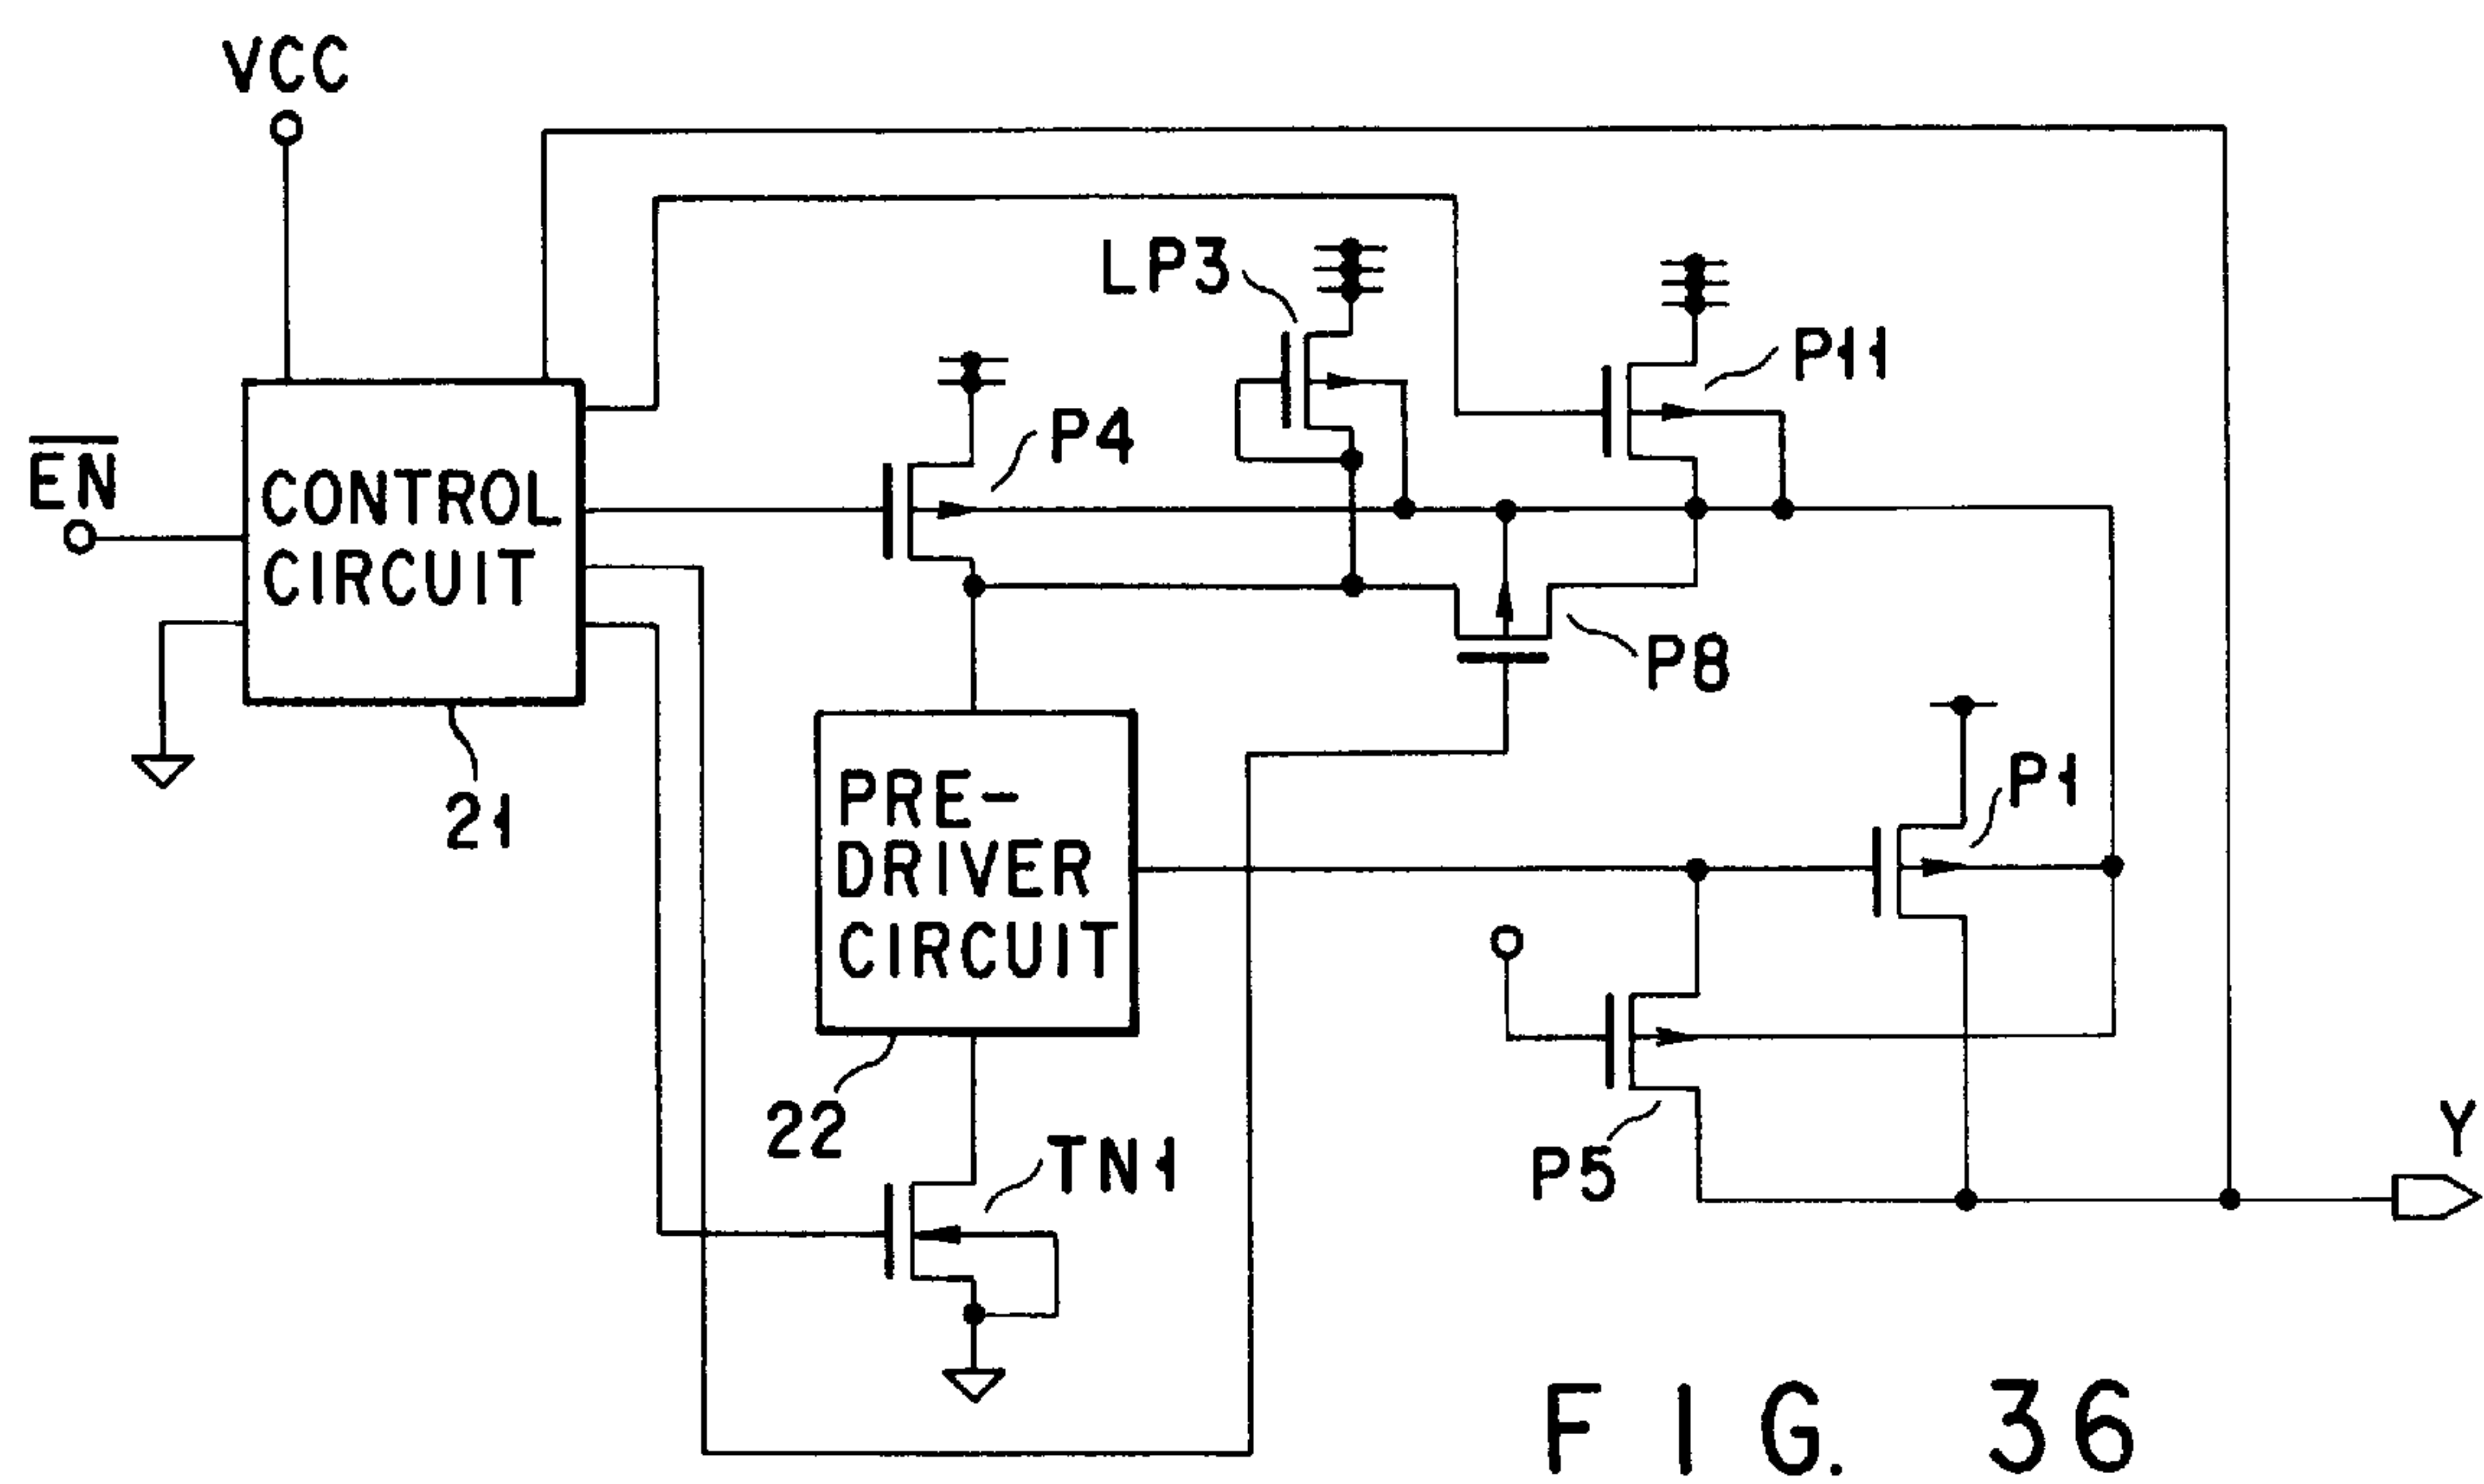 VCC
LP3
P11
P4
EN
CONTROL
CIRCUIT
P8
21
P1
PRE-
DRIVER
CIRCUIT
22
TN1
P5
Y
FIG. 36